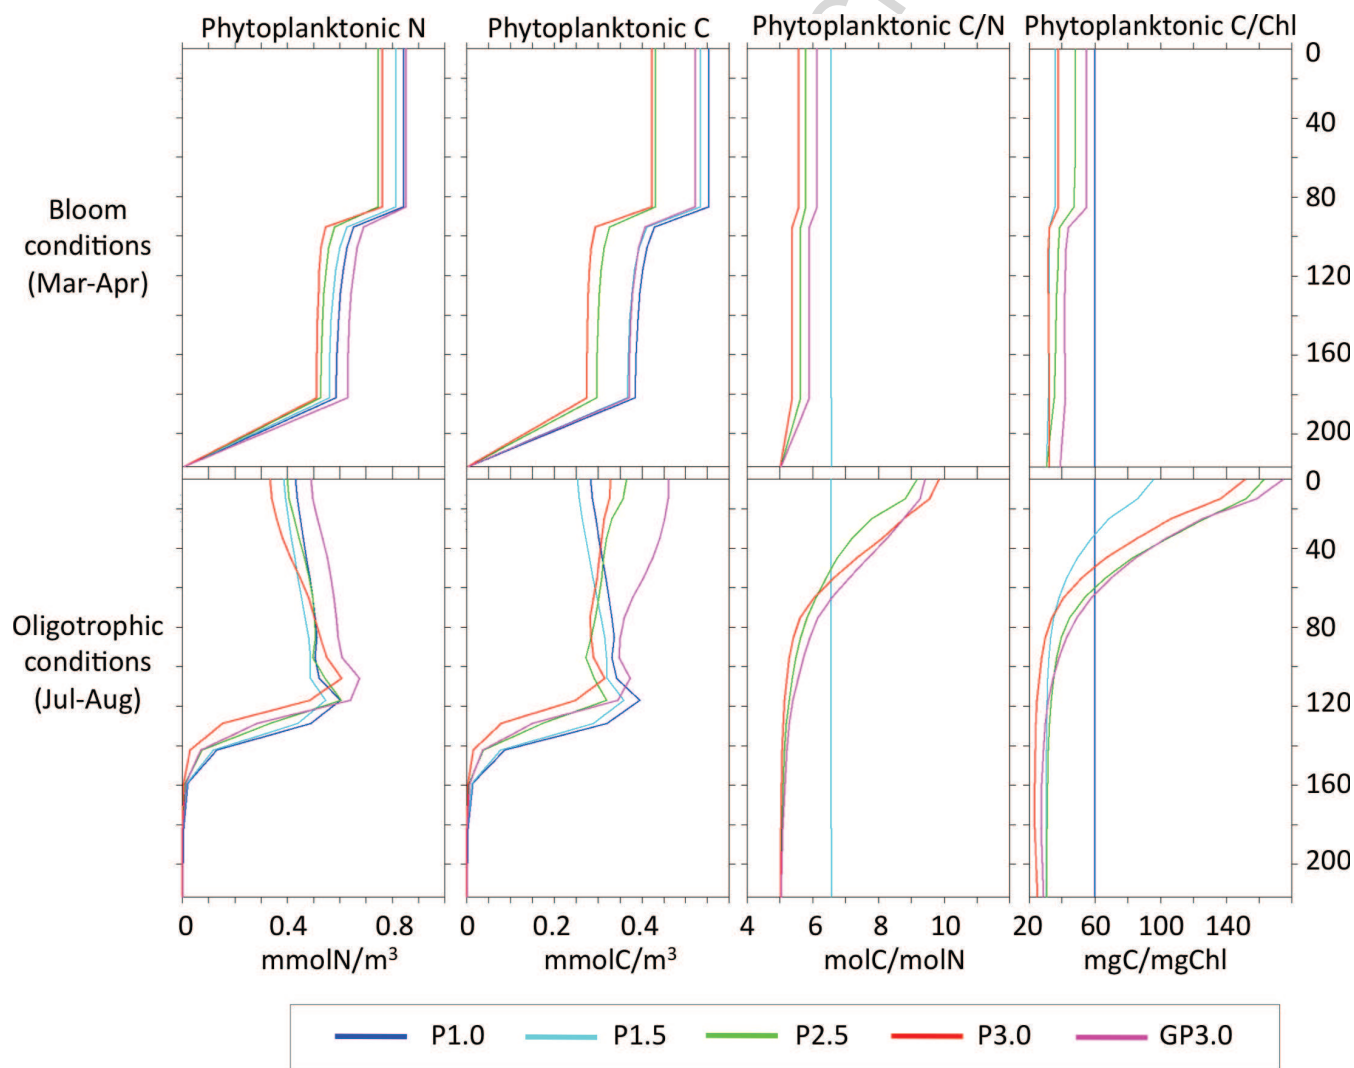 Phytoplanktonic N Phytoplanktonic C Phytoplanktonic C/N Phytoplanktonic C/Chl
0
40
80
120
160
200
Bloom
conditions
(Mar-Apr)
0
40
80
120
160
200
Oligotrophic
conditions
(Jul-Aug)
0 0.4 0.8 0 0.2 0.4 4 6 8 10 20 60 100 140
mmolN/m³ mmolC/m³ molC/molN mgC/mgChl
P1.0 P1.5 P2.5 P3.0 GP3.0